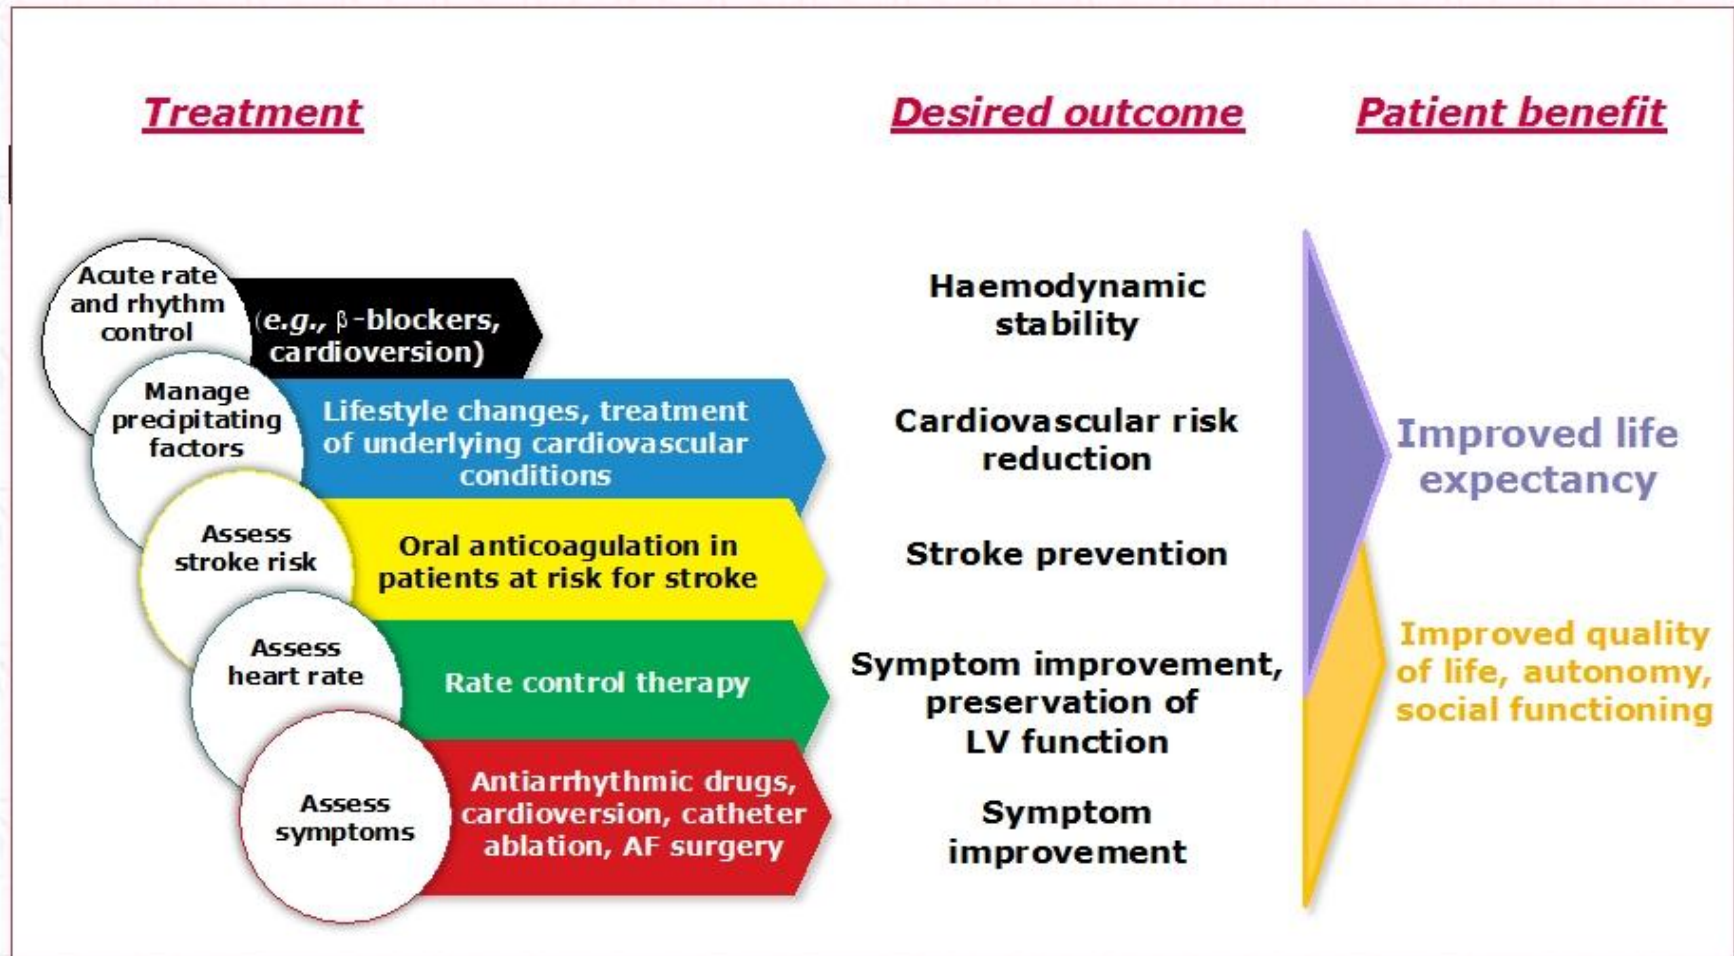 Treatment
Desired outcome
Patient benefit
Acute rate
and rhythm
control
(e.g., β-blockers,
cardioversion)
Haemodynamic
stability
Manage
precipitating
factors
Lifestyle changes, treatment
of underlying cardiovascular
conditions
Cardiovascular risk
reduction
Improved life
expectancy
Assess
stroke risk
Oral anticoagulation in
patients at risk for stroke
Stroke prevention
Assess
heart rate
Rate control therapy
Symptom improvement,
preservation of
LV function
Improved quality
of life, autonomy,
social functioning
Assess
symptoms
Antiarrhythmic drugs,
cardioversion, catheter
ablation, AF surgery
Symptom
improvement